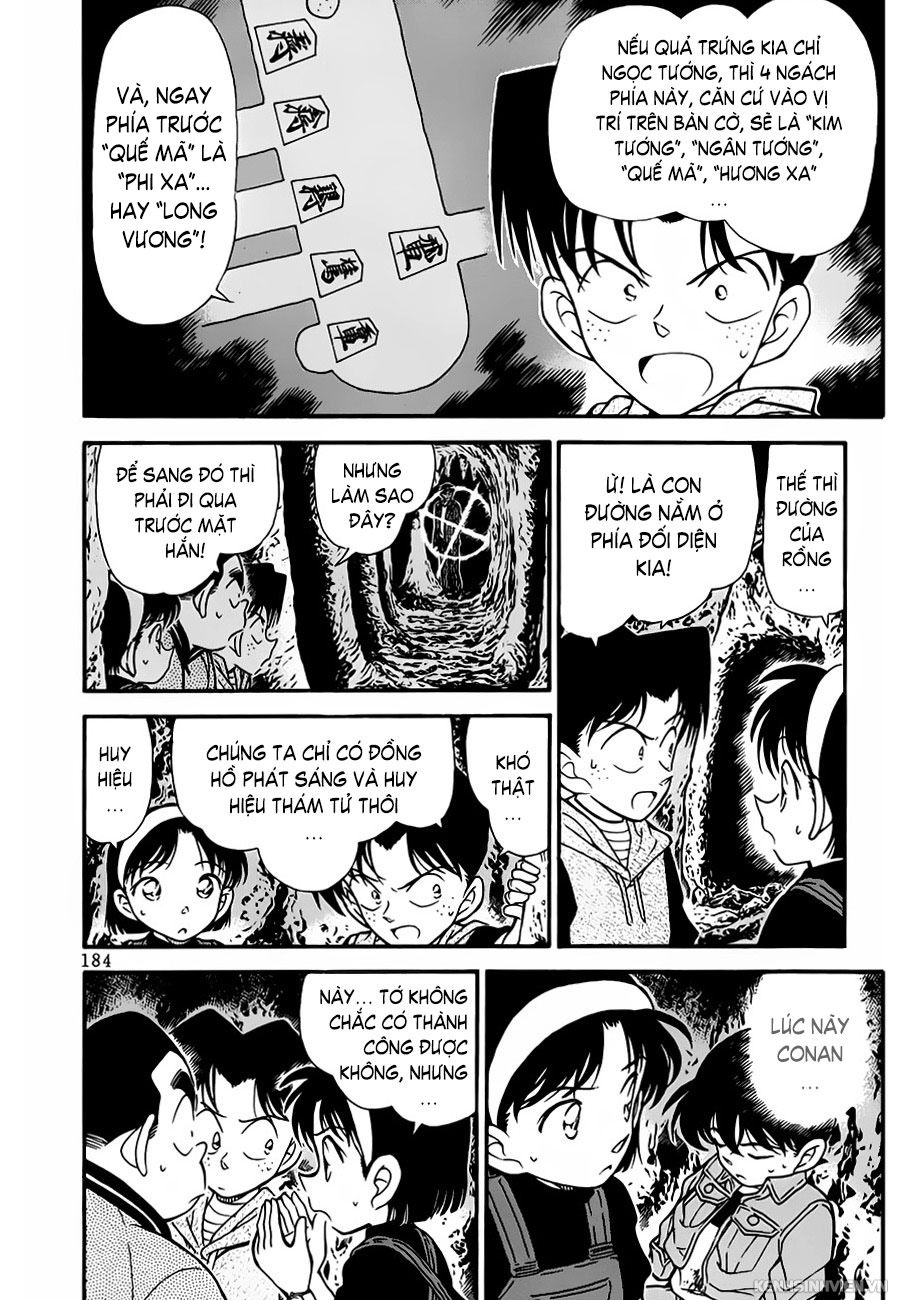 NẾU QUẢ TRỨNG KIA CHỈ
NGỌC TƯỚNG, THÌ 4 NGÁCH
PHÍA NÀY, CĂN CỨ VÀO VỊ
TRÍ TRÊN BÀN CỜ, SẼ LÀ "KIM
TƯỚNG", "NGÂN TƯỚNG",
"QUẾ MÃ", "HƯƠNG XA"
...
VÀ, NGAY
PHÍA TRƯỚC
"QUẾ MÃ" LÀ
"PHI XA"...
HAY "LONG
VƯƠNG"!
THẾ THÌ
ĐƯỜNG
CỦA
RỒNG
...
Ừ! LÀ CON
ĐƯỜNG NẰM Ở
PHÍA ĐỐI DIỆN
KIA!
NHƯNG
LÀM SAO
ĐÂY?
ĐỂ SANG ĐÓ THÌ
PHẢI ĐI QUA
TRƯỚC MẶT
HẮN!
KHÓ
THẬT
...
CHÚNG TA CHỈ CÓ ĐỒNG
HỒ PHÁT SÁNG VÀ HUY
HIỆU THÁM TỬ THÔI
...
HUY
HIỆU
...
184
LÚC NÀY
CONAN
...
NÀY... TỚ KHÔNG
CHẮC CÓ THÀNH
CÔNG ĐƯỢC
KHÔNG, NHƯNG
...
KENHSINHVIEN.VN